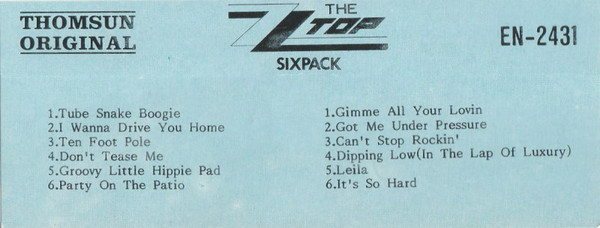 THOMSUN
ORIGINAL
THE
ZZ TOP
SIXPACK
EN-2431
1.Tube Snake Boogie
2.I Wanna Drive You Home
3.Ten Foot Pole
4.Don't Tease Me
5.Groovy Little Hippie Pad
6.Party On The Patio
1.Gimme All Your Lovin
2.Got Me Under Pressure
3.Can't Stop Rockin'
4.Dipping Low(In The Lap Of Luxury)
5.Leila
6.It's So Hard